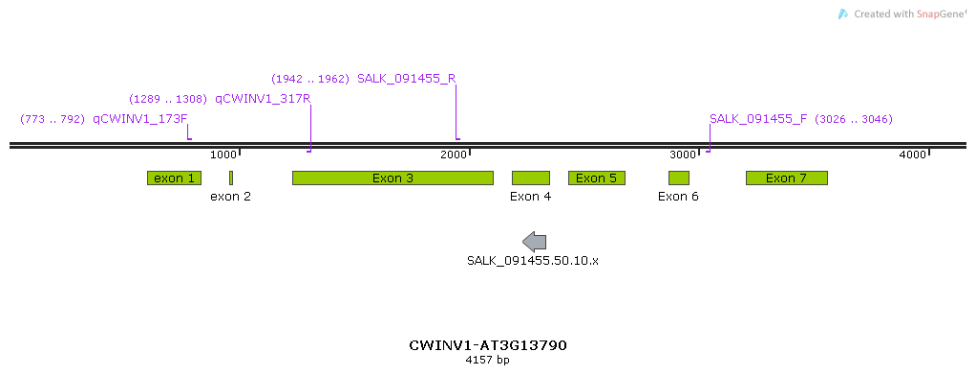 Created with SnapGene®
(1942 .. 1962) SALK_091455_R
(1289 .. 1308) qCWINV1_317R
(773 .. 792) qCWINV1_173F
SALK_091455_F (3026 .. 3046)
1000
2000
3000
4000
exon 1
exon 2
Exon 3
Exon 4
Exon 5
Exon 6
Exon 7
SALK_091455.50.10.x
CWINV1-AT3G13790
4157 bp